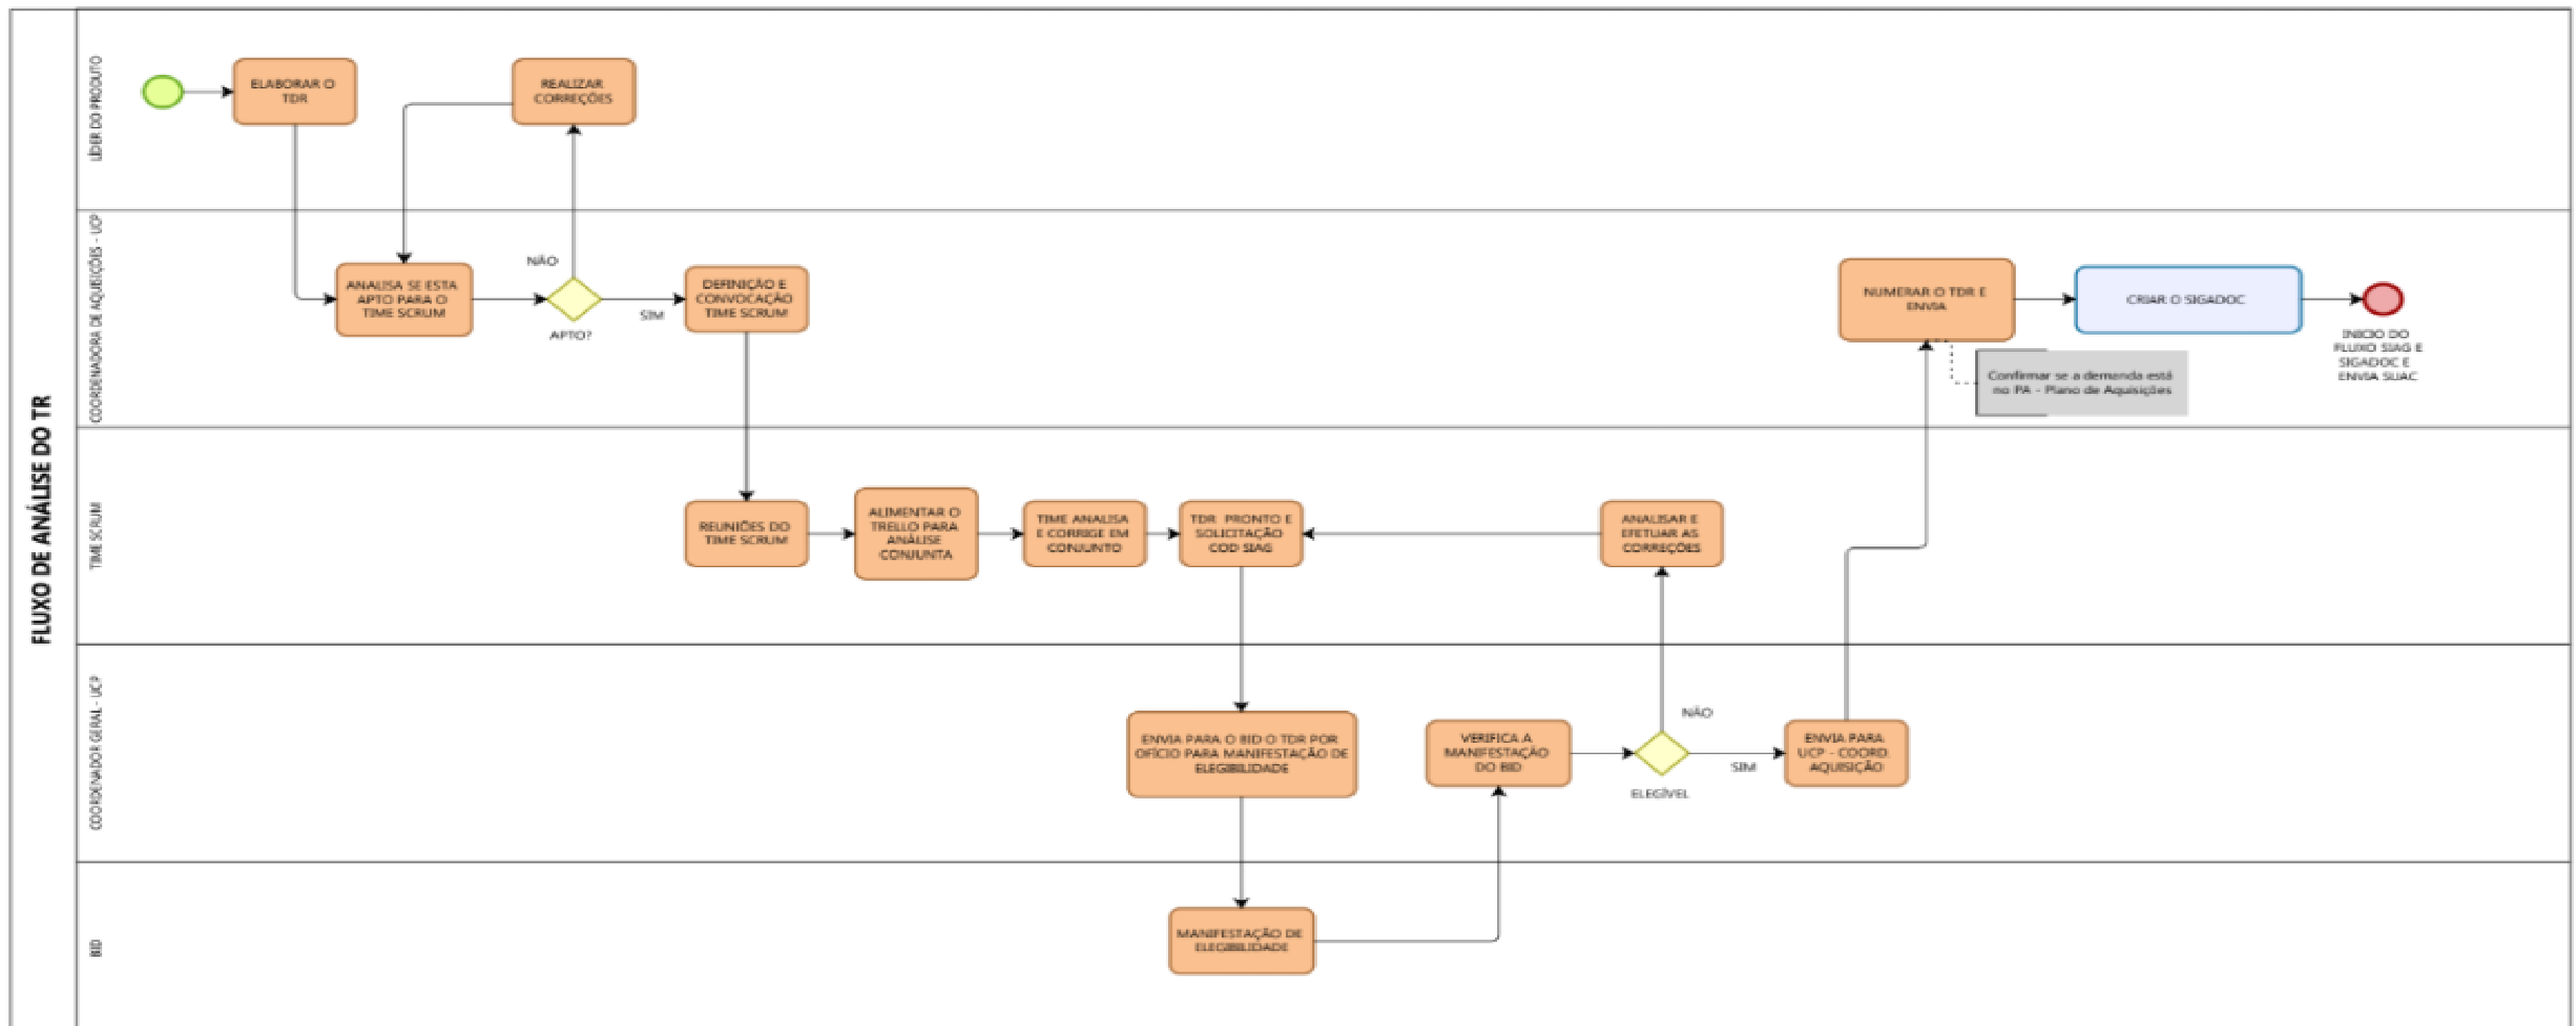 FLUXO DE ANÁLISE DO TR
LÍDER DO PRODUTO
ELABORAR O
TDR
REALIZAR
CORREÇÕES
COORDENADORA DE AQUISIÇÕES - UCP
ANALISA SE ESTA
APTO PARA O
TIME SCRUM
NÃO
APTO?
SIM
DEFINIÇÃO E
CONVOCAÇÃO
TIME SCRUM
NUMERAR O TDR E
ENVIA
CRIAR O SIGADOC
INICIO DO
FLUXO SIAG E
SIGADOC E
ENVIA SUAC
Confirmar se a demanda está
no PA - Plano de Aquisições
TIME SCRUM
REUNIÕES DO
TIME SCRUM
ALIMENTAR O
TRELLO PARA
ANÁLISE
CONJUNTA
TIME ANALISA
E CORRIGE EM
CONJUNTO
TDR PRONTO E
SOLICITAÇÃO
COD SIAG
ANALISAR E
EFETUAR AS
CORREÇÕES
COORDENADOR GERAL - UCP
ENVIA PARA O BID O TDR POR
OFÍCIO PARA MANIFESTAÇÃO DE
ELEGIBILIDADE
VERIFICA A
MANIFESTAÇÃO
DO BID
NÃO
ELEGÍVEL
SIM
ENVIA PARA
UCP - COORD.
AQUISIÇÃO
BID
MANIFESTAÇÃO DE
ELEGIBILIDADE